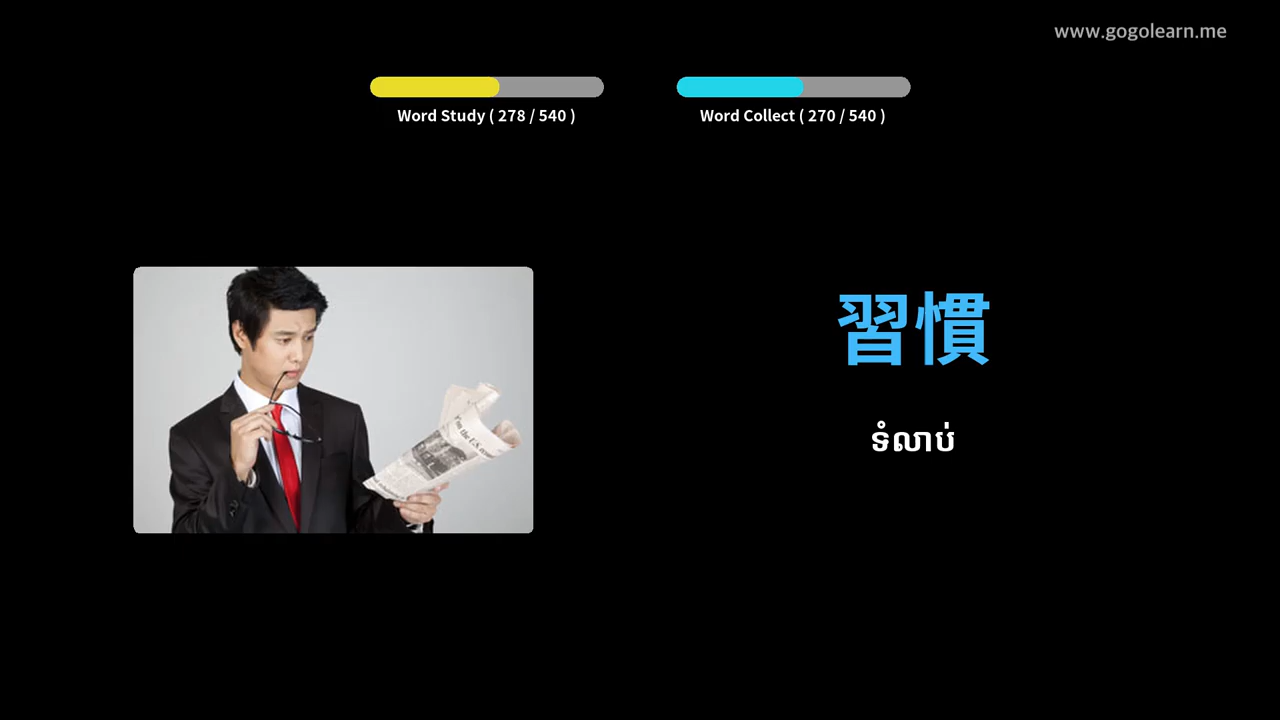 www.gogolearn.me
Word Study ( 278 / 540 )
Word Collect ( 270 / 540 )
習慣
ទំលាប់